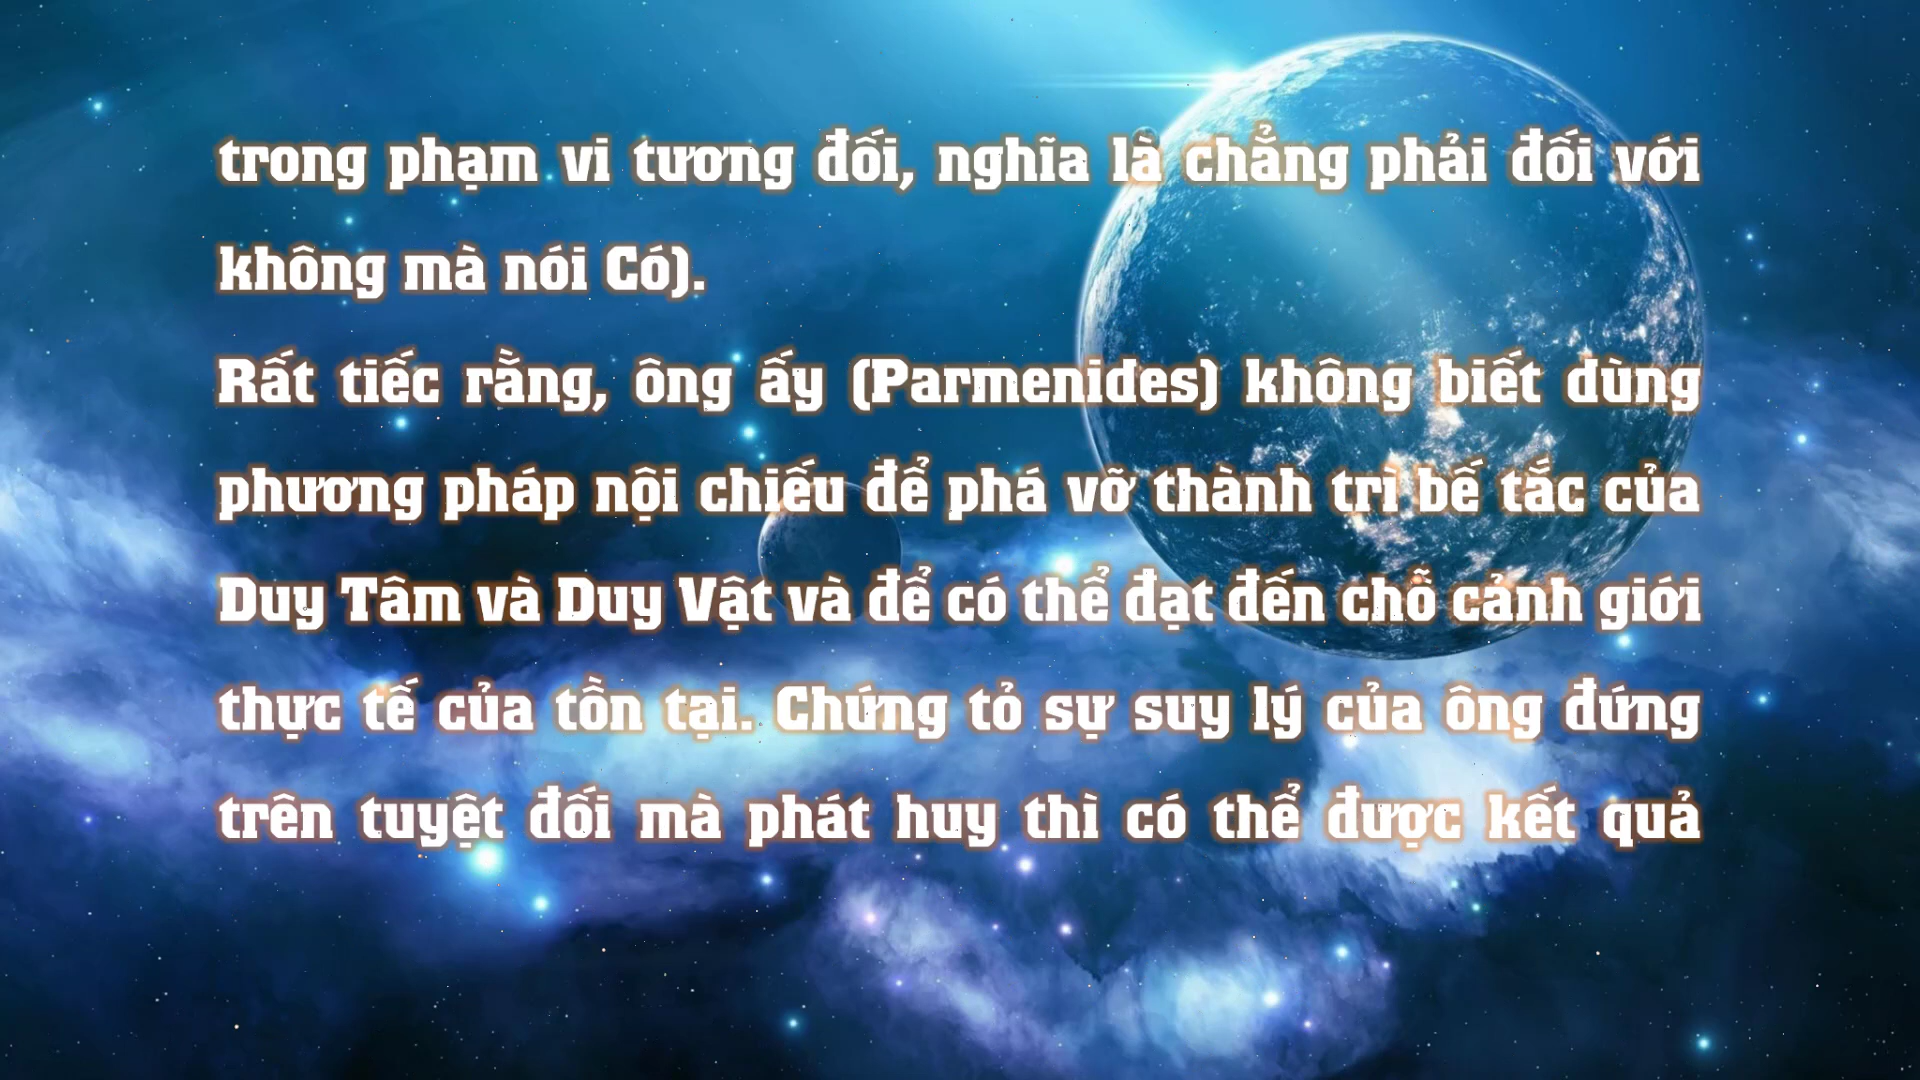 trong phạm vi tương đối, nghĩa là chẳng phải đối với
không mà nói Có).
Rất tiếc rằng, ông ấy (Parmenides) không biết dùng
phương pháp nội chiếu để phá vỡ thành trì bế tắc của
Duy Tâm và Duy Vật và để có thể đạt đến chỗ cảnh giới
thực tế của tồn tại. Chứng tỏ sự suy lý của ông đứng
trên tuyệt đối mà phát huy thì có thể được kết quả